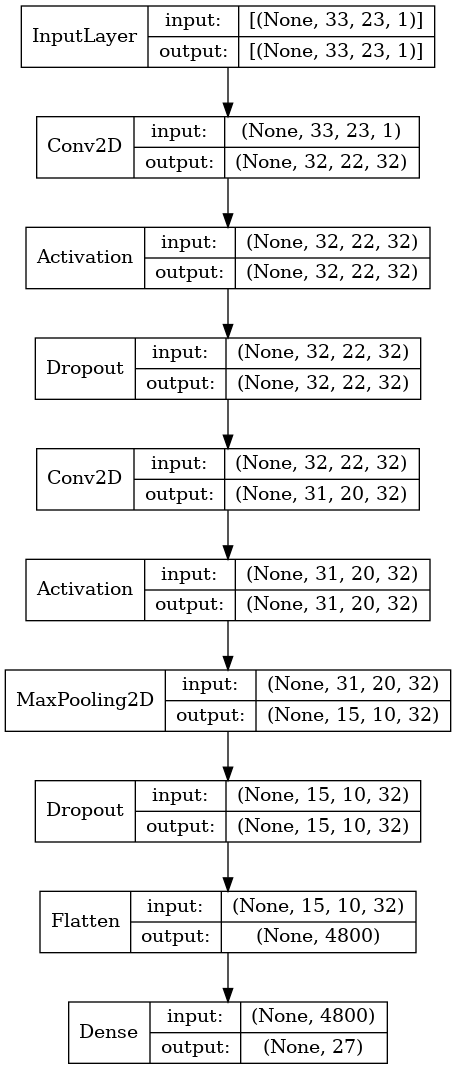 InputLayer
input: [(None, 33, 23, 1)]
output: [(None, 33, 23, 1)]
Conv2D
input: (None, 33, 23, 1)
output: (None, 32, 22, 32)
Activation
input: (None, 32, 22, 32)
output: (None, 32, 22, 32)
Dropout
input: (None, 32, 22, 32)
output: (None, 32, 22, 32)
Conv2D
input: (None, 32, 22, 32)
output: (None, 31, 20, 32)
Activation
input: (None, 31, 20, 32)
output: (None, 31, 20, 32)
MaxPooling2D
input: (None, 31, 20, 32)
output: (None, 15, 10, 32)
Dropout
input: (None, 15, 10, 32)
output: (None, 15, 10, 32)
Flatten
input: (None, 15, 10, 32)
output: (None, 4800)
Dense
input: (None, 4800)
output: (None, 27)